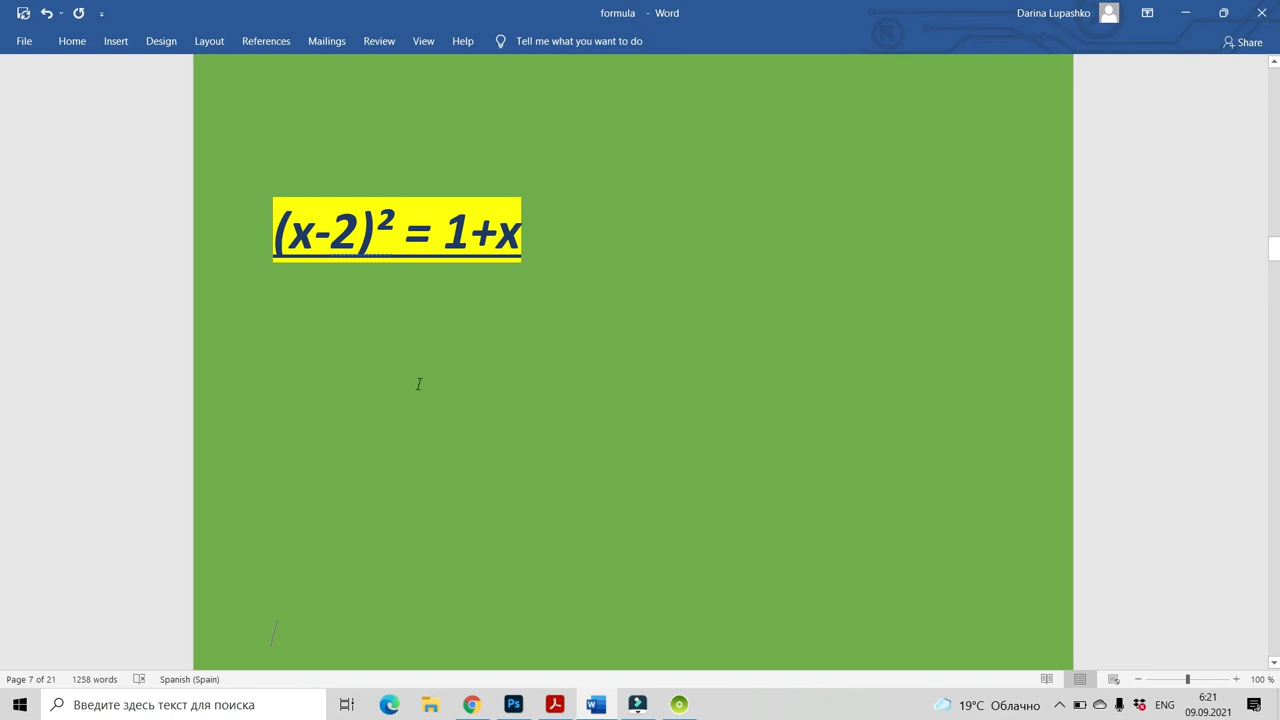 formula - Word
Darina Lupashko
File Home Insert Design Layout References Mailings Review View Help Tell me what you want to do
Share
(x-2)² = 1+x
Page 7 of 21 1258 words Spanish (Spain) 100 %
Введите здесь текст для поиска
Ps
19°C Облачно
ENG
6:21
09.09.2021